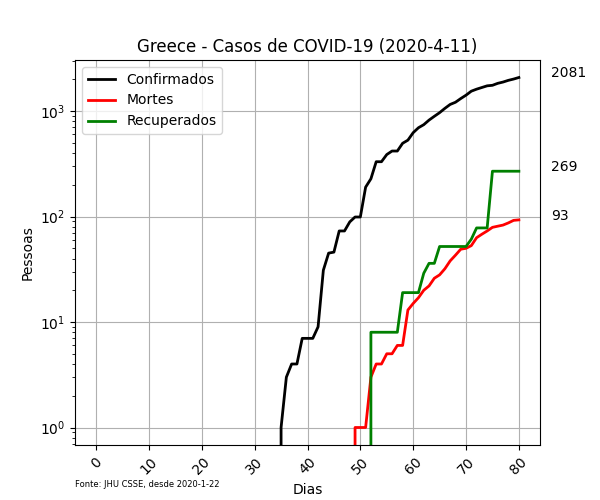 Greece - Casos de COVID-19 (2020-4-11)
Confirmados
Mortes
Recuperados
2081
269
93
10³
10²
10¹
10⁰
Pessoas
0 10 20 30 40 50 60 70 80
Dias
Fonte: JHU CSSE, desde 2020-1-22